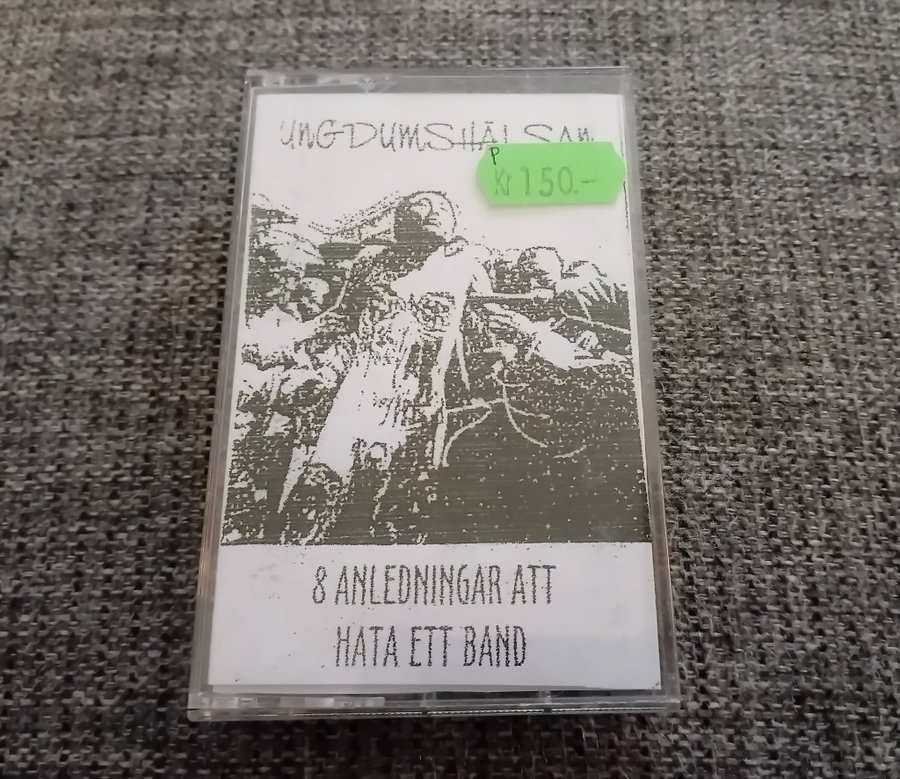 UNGDUMSHÄLSAN
P
Kr 150.-
8 ANLEDNINGAR ATT
HATA ETT BAND